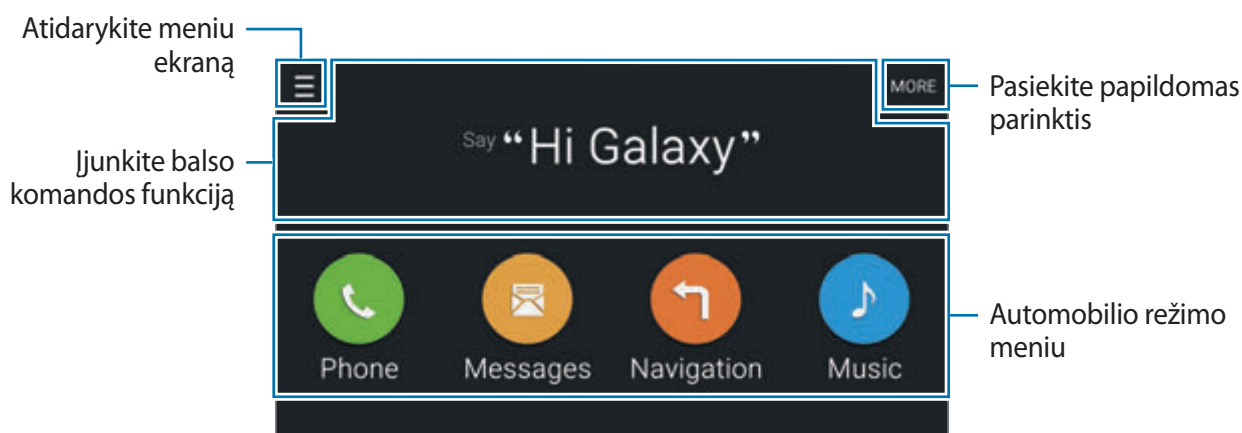 Atidarykite meniu
ekraną
MORE
Pasiekite papildomas
parinktis
Say “Hi Galaxy”
Įjunkite balso
komandos funkciją
Phone
Messages
Navigation
Music
Automobilio režimo
meniu